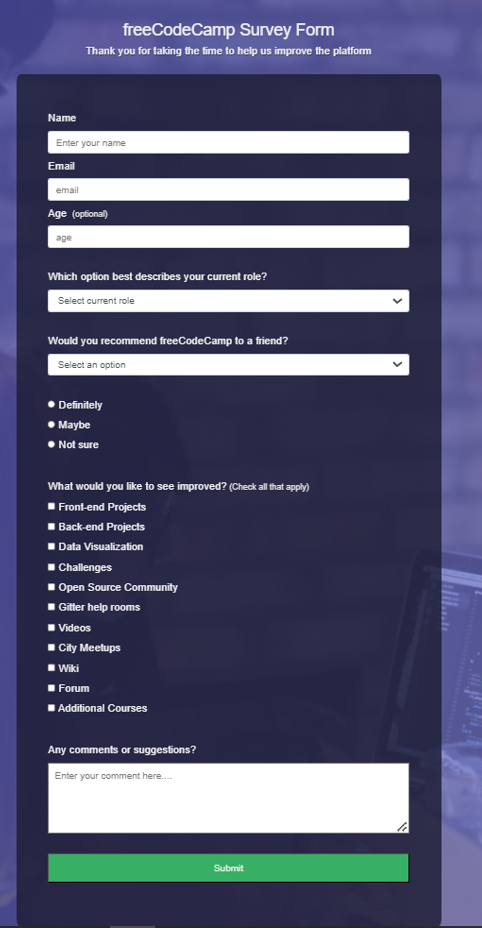 freeCodeCamp Survey Form
Thank you for taking the time to help us improve the platform
Name
Enter your name
Email
email
Age (optional)
age
Which option best describes your current role?
Select current role
Would you recommend freeCodeCamp to a friend?
Select an option
Definitely
Maybe
Not sure
What would you like to see improved? (Check all that apply)
Front-end Projects
Back-end Projects
Data Visualization
Challenges
Open Source Community
Gitter help rooms
Videos
City Meetups
Wiki
Forum
Additional Courses
Any comments or suggestions?
Enter your comment here....
Submit